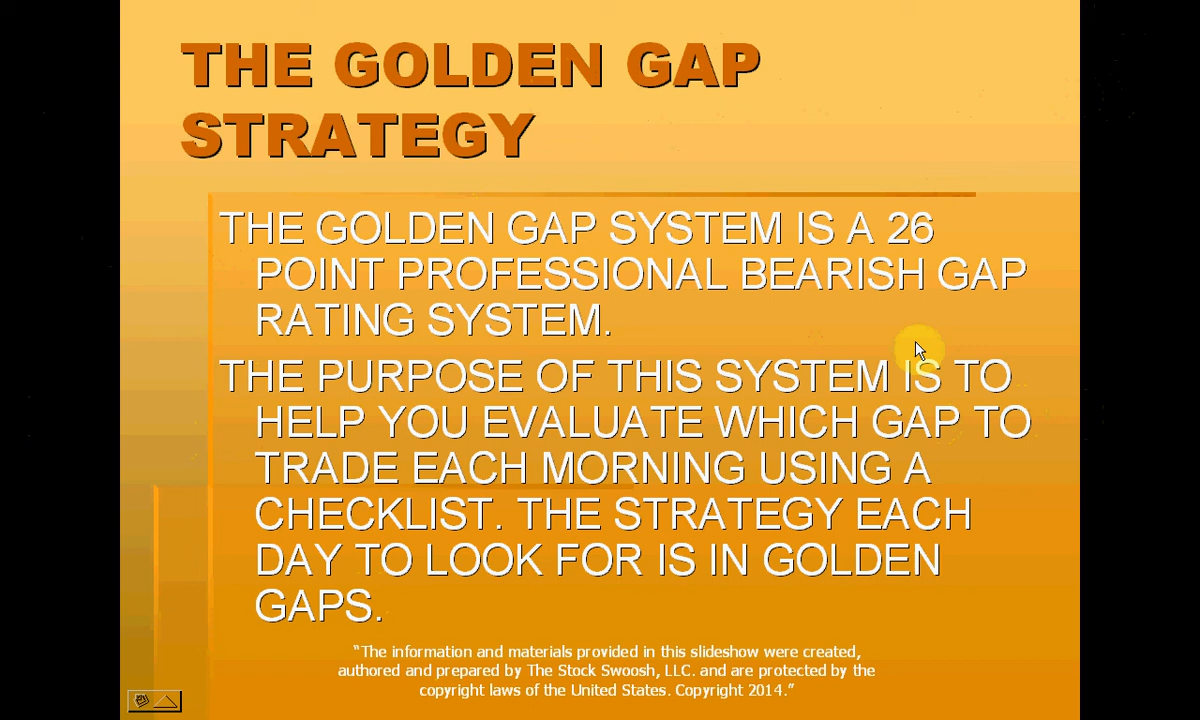 THE GOLDEN GAP
STRATEGY
THE GOLDEN GAP SYSTEM IS A 26
POINT PROFESSIONAL BEARISH GAP
RATING SYSTEM.
THE PURPOSE OF THIS SYSTEM IS TO
HELP YOU EVALUATE WHICH GAP TO
TRADE EACH MORNING USING A
CHECKLIST. THE STRATEGY EACH
DAY TO LOOK FOR IS IN GOLDEN
GAPS.
“The information and materials provided in this slideshow were created,
authored and prepared by The Stock Swoosh, LLC. and are protected by the
copyright laws of the United States. Copyright 2014.”